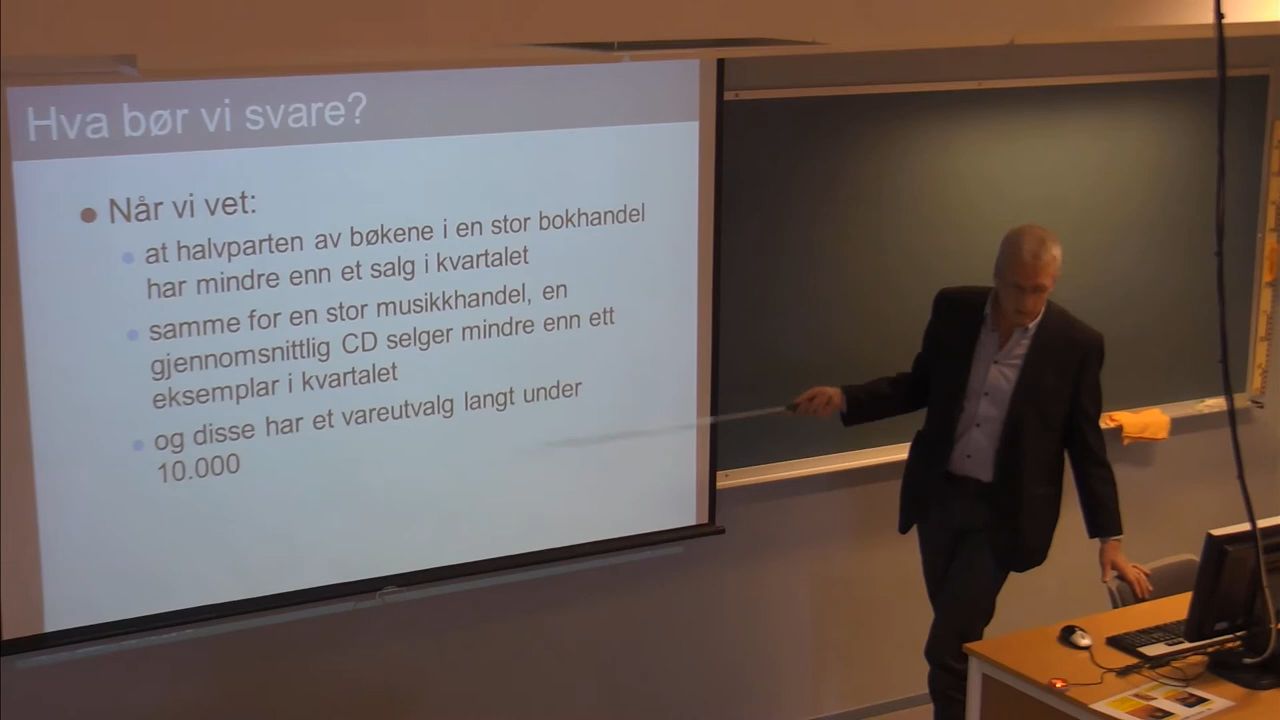 Hva bør vi svare?
Når vi vet:
at halvparten av bøkene i en stor bokhandel
har mindre enn et salg i kvartalet
samme for en stor musikkhandel, en
gjennomsnittlig CD selger mindre enn ett
eksemplar i kvartalet
og disse har et vareutvalg langt under
10.000